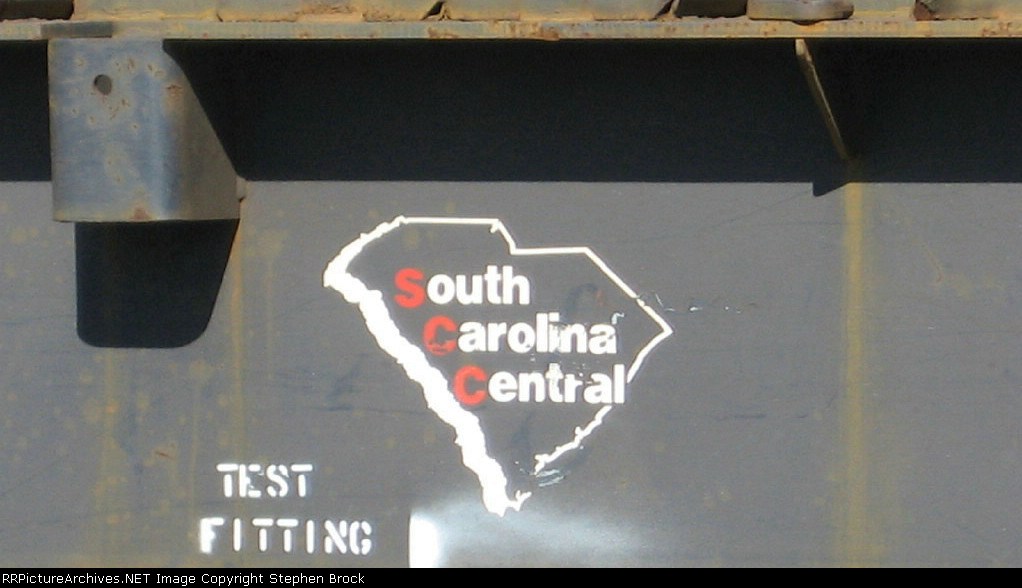 South
Carolina
Central
TEST
FITTING
RRPictureArchives.NET Image Copyright Stephen Brock